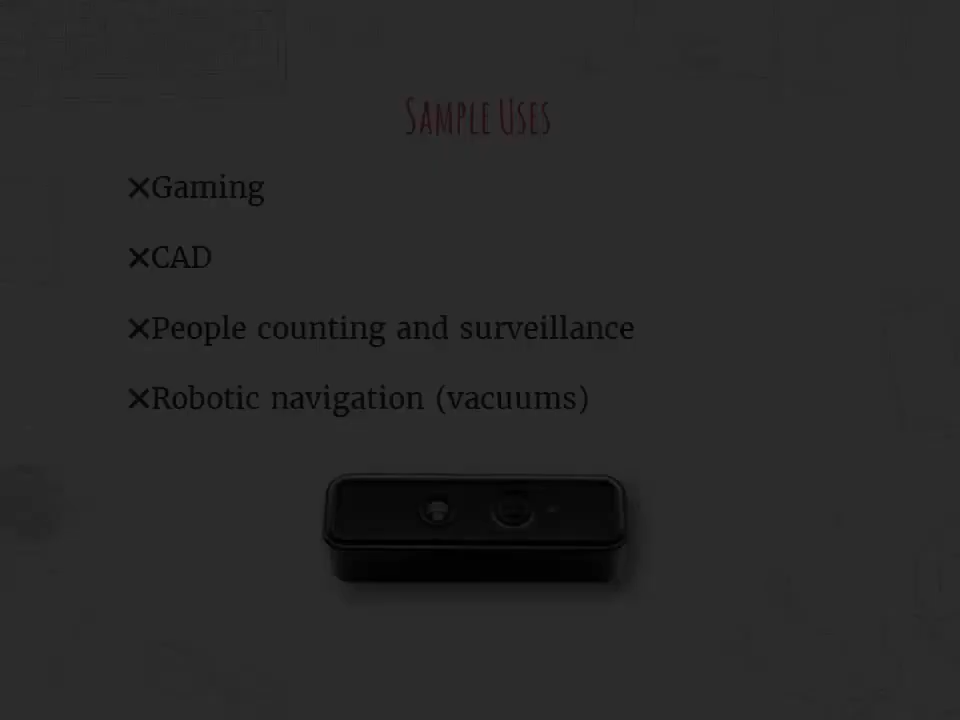 Sample Uses
✕Gaming
✕CAD
✕People counting and surveillance
✕Robotic navigation (vacuums)